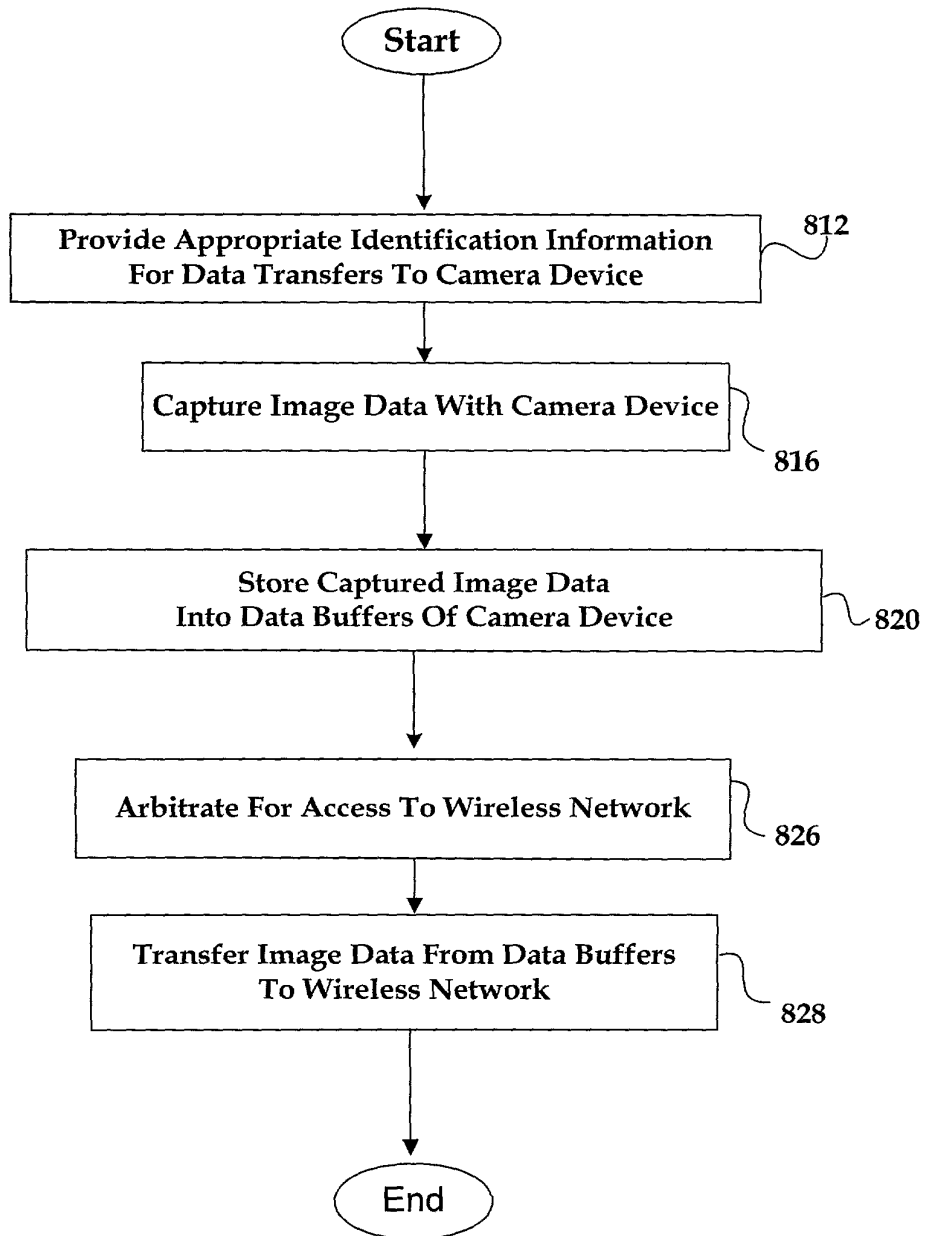 Start
Provide Appropriate Identification Information
For Data Transfers To Camera Device
812
Capture Image Data With Camera Device
816
Store Captured Image Data
Into Data Buffers Of Camera Device
820
Arbitrate For Access To Wireless Network
826
Transfer Image Data From Data Buffers
To Wireless Network
828
End